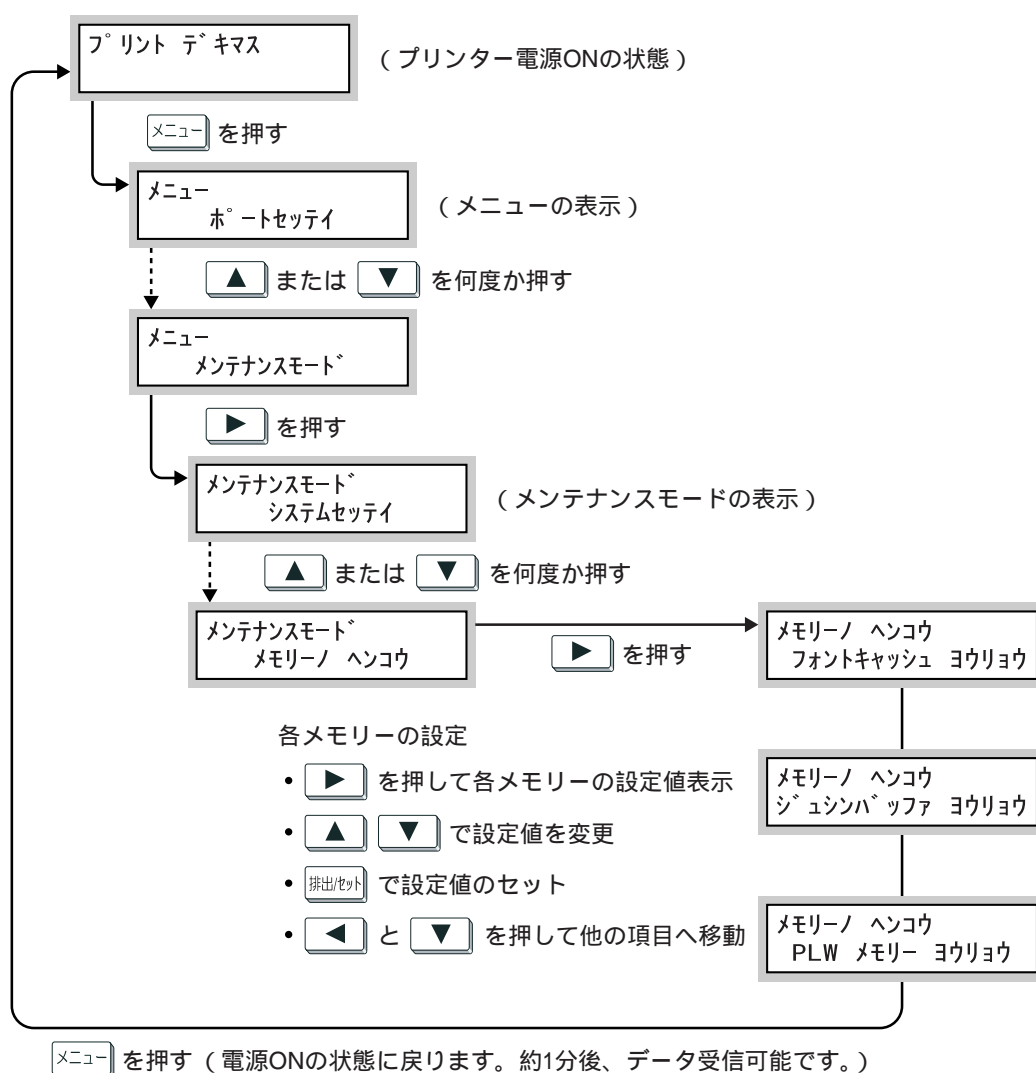 プリント デキマス
（プリンター電源ONの状態）
メニュー を押す
メニュー
ポートセッテイ
（メニューの表示）
▲ または ▼ を何度か押す
メニュー
メンテナンスモード
▶ を押す
メンテナンスモード
システムセッテイ
（メンテナンスモードの表示）
▲ または ▼ を何度か押す
メンテナンスモード
メモリーノ ヘンコウ
▶ を押す
メモリーノ ヘンコウ
フォントキャッシュ ヨウリョウ
各メモリーの設定
• ▶ を押して各メモリーの設定値表示
• ▲ ▼ で設定値を変更
• 排出/セット で設定値のセット
• ◀ と ▼ を押して他の項目へ移動
メモリーノ ヘンコウ
ジュシンバッファ ヨウリョウ
メモリーノ ヘンコウ
PLW メモリー ヨウリョウ
メニュー を押す（電源ONの状態に戻ります。約1分後、データ受信可能です。）